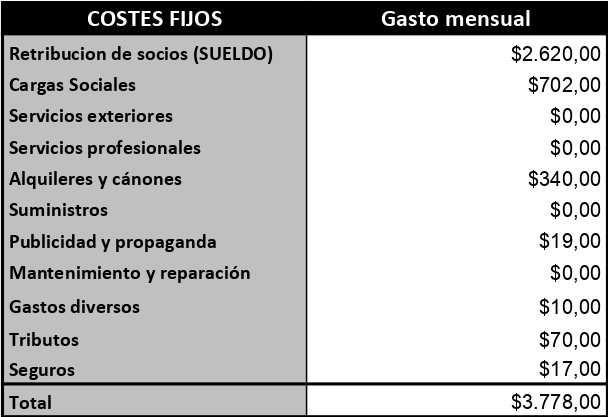 COSTES FIJOS Gasto mensual
Retribucion de socios (SUELDO) $2.620,00
Cargas Sociales $702,00
Servicios exteriores $0,00
Servicios profesionales $0,00
Alquileres y cánones $340,00
Suministros $0,00
Publicidad y propaganda $19,00
Mantenimiento y reparación $0,00
Gastos diversos $10,00
Tributos $70,00
Seguros $17,00
Total $3.778,00